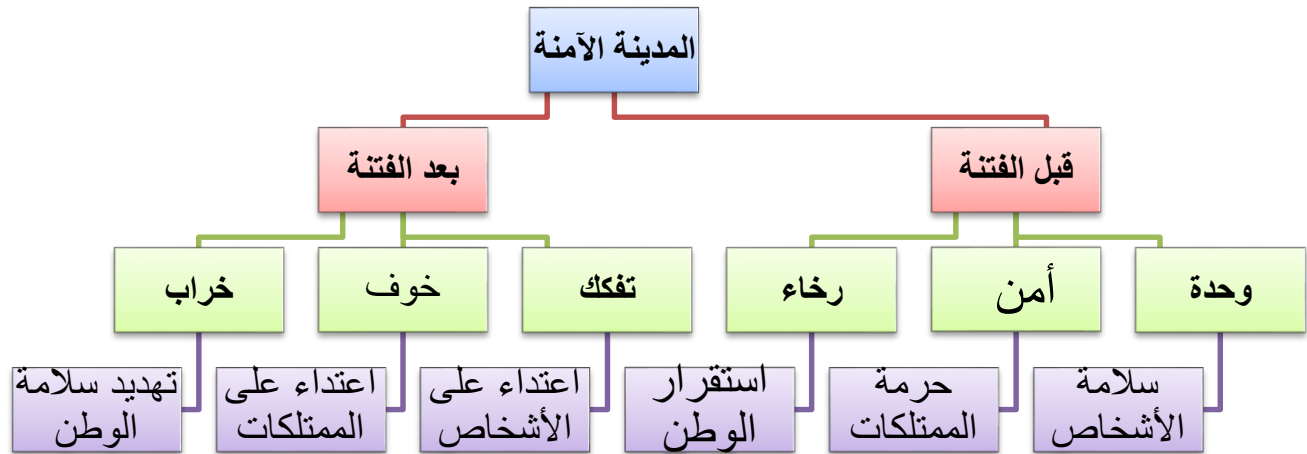 المدينة الآمنة
قبل الفتنة
بعد الفتنة
وحدة
أمن
رخاء
تفكك
خوف
خراب
سلامة
الأشخاص
حرمة
الممتلكات
استقرار
الوطن
اعتداء على
الأشخاص
اعتداء على
الممتلكات
تهديد سلامة
الوطن